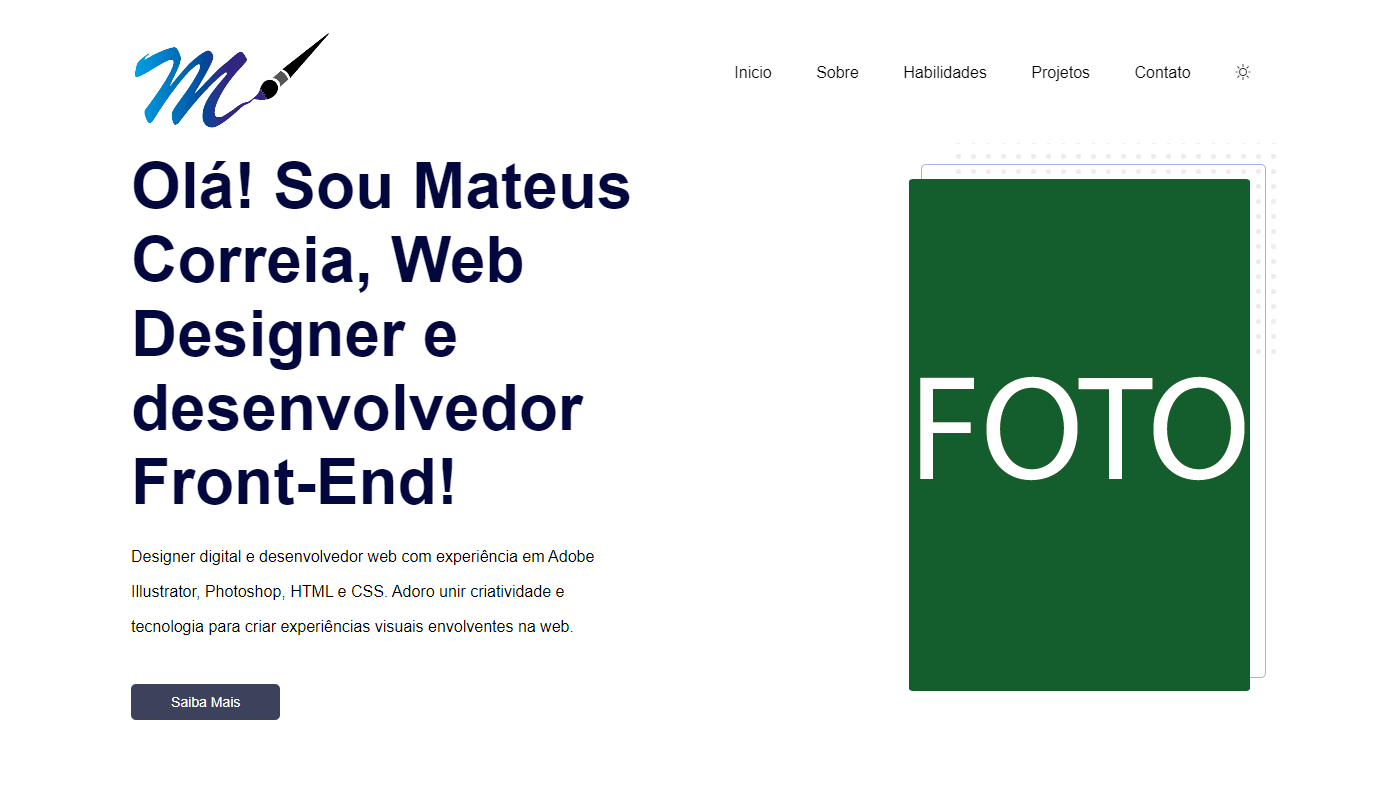 M
Inicio Sobre Habilidades Projetos Contato
Olá! Sou Mateus
Correia, Web
Designer e
desenvolvedor
Front-End!
Designer digital e desenvolvedor web com experiência em Adobe
Illustrator, Photoshop, HTML e CSS. Adoro unir criatividade e
tecnologia para criar experiências visuais envolventes na web.
Saiba Mais
FOTO